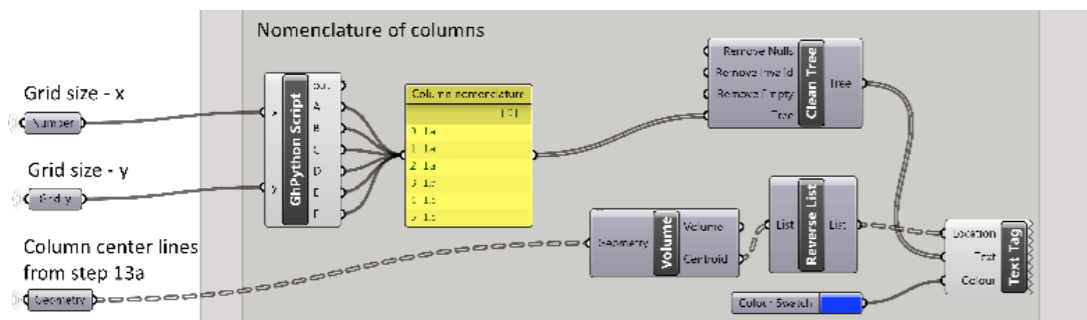 Nomenclature of columns
Grid size - x
Number
Grid size - y
Grid y
Column center lines
from step 13a
Geometry
x
y
GhPython Script
out
A
B
C
D
E
F
Column nomenclature
Remove Nulls
Remove Invalid
Remove Empty
Tree
Clean Tree
Tree
Geometry
Volume
Volume
Centroid
List
Reverse List
List
Colour Swatch
Location
Text
Colour
Text Tag